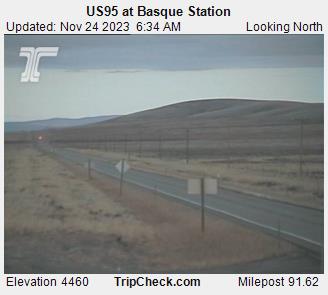 US95 at Basque Station
Updated: Nov 24 2023 6:34 AM Looking North
Elevation 4460 TripCheck.com Milepost 91.62